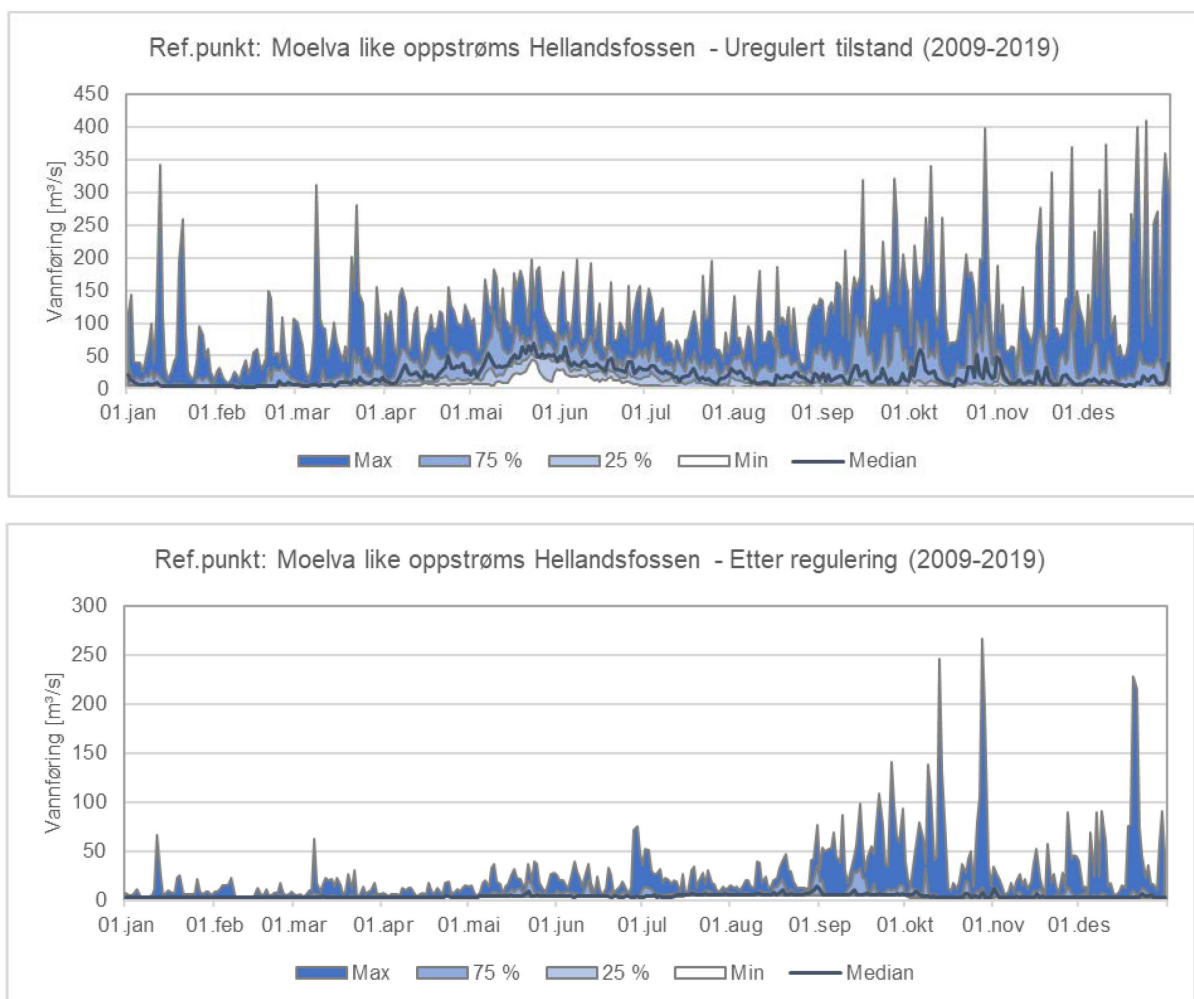 Ref.punkt: Moelva like oppstrøms Hellandsfossen - Uregulert tilstand (2009-2019)
Vannføring [m³/s]
450
400
350
300
250
200
150
100
50
0
01.jan 01.feb 01.mar 01.apr 01.mai 01.jun 01.jul 01.aug 01.sep 01.okt 01.nov 01.des
Max 75 % 25 % Min Median
Ref.punkt: Moelva like oppstrøms Hellandsfossen - Etter regulering (2009-2019)
Vannføring [m³/s]
300
250
200
150
100
50
0
01.jan 01.feb 01.mar 01.apr 01.mai 01.jun 01.jul 01.aug 01.sep 01.okt 01.nov 01.des
Max 75 % 25 % Min Median